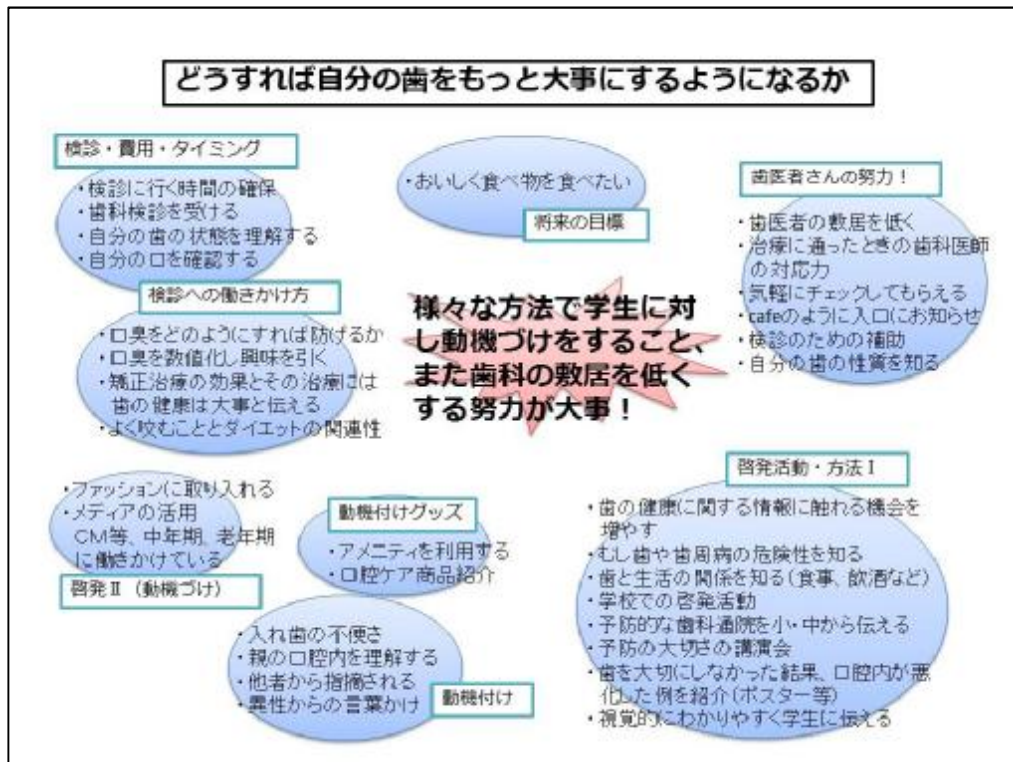 どうすれば自分の歯をもっと大事にするようになるか
検診・費用・タイミング
・検診に行く時間の確保
・歯科検診を受ける
・自分の歯の状態を理解する
・自分の口を確認する
・おいしく食べ物を食べたい
将来の目標
歯医者さんの努力！
・歯医者の敷居を低く
・治療に通ったときの歯科医師
の対応力
・気軽にチェックしてもらえる
・cafeのように入口にお知らせ
・検診のための補助
・自分の歯の性質を知る
検診への働きかけ方
・口臭をどのようにすれば防げるか
・口臭を数値化し興味を引く
・矯正治療の効果とその治療には
歯の健康は大事と伝える
・よく咬むこととダイエットの関連性
様々な方法で学生に対
し動機づけをすること、
また歯科の敷居を低く
する努力が大事！
・ファッションに取り入れる
・メディアの活用
CM等、中年期、老年期
に働きかけている
啓発Ⅱ（動機づけ）
動機付けグッズ
・アメニティを利用する
・口腔ケア商品紹介
・入れ歯の不便さ
・親の口腔内を理解する
・他者から指摘される
・異性からの言葉かけ
動機付け
啓発活動・方法Ⅰ
・歯の健康に関する情報に触れる機会を
増やす
・むし歯や歯周病の危険性を知る
・歯と生活の関係を知る（食事、飲酒など）
・学校での啓発活動
・予防的な歯科通院を小・中から伝える
・予防の大切さの講演会
・歯を大切にしなかった結果、口腔内が悪
化した例を紹介（ポスター等）
・視覚的にわかりやすく学生に伝える